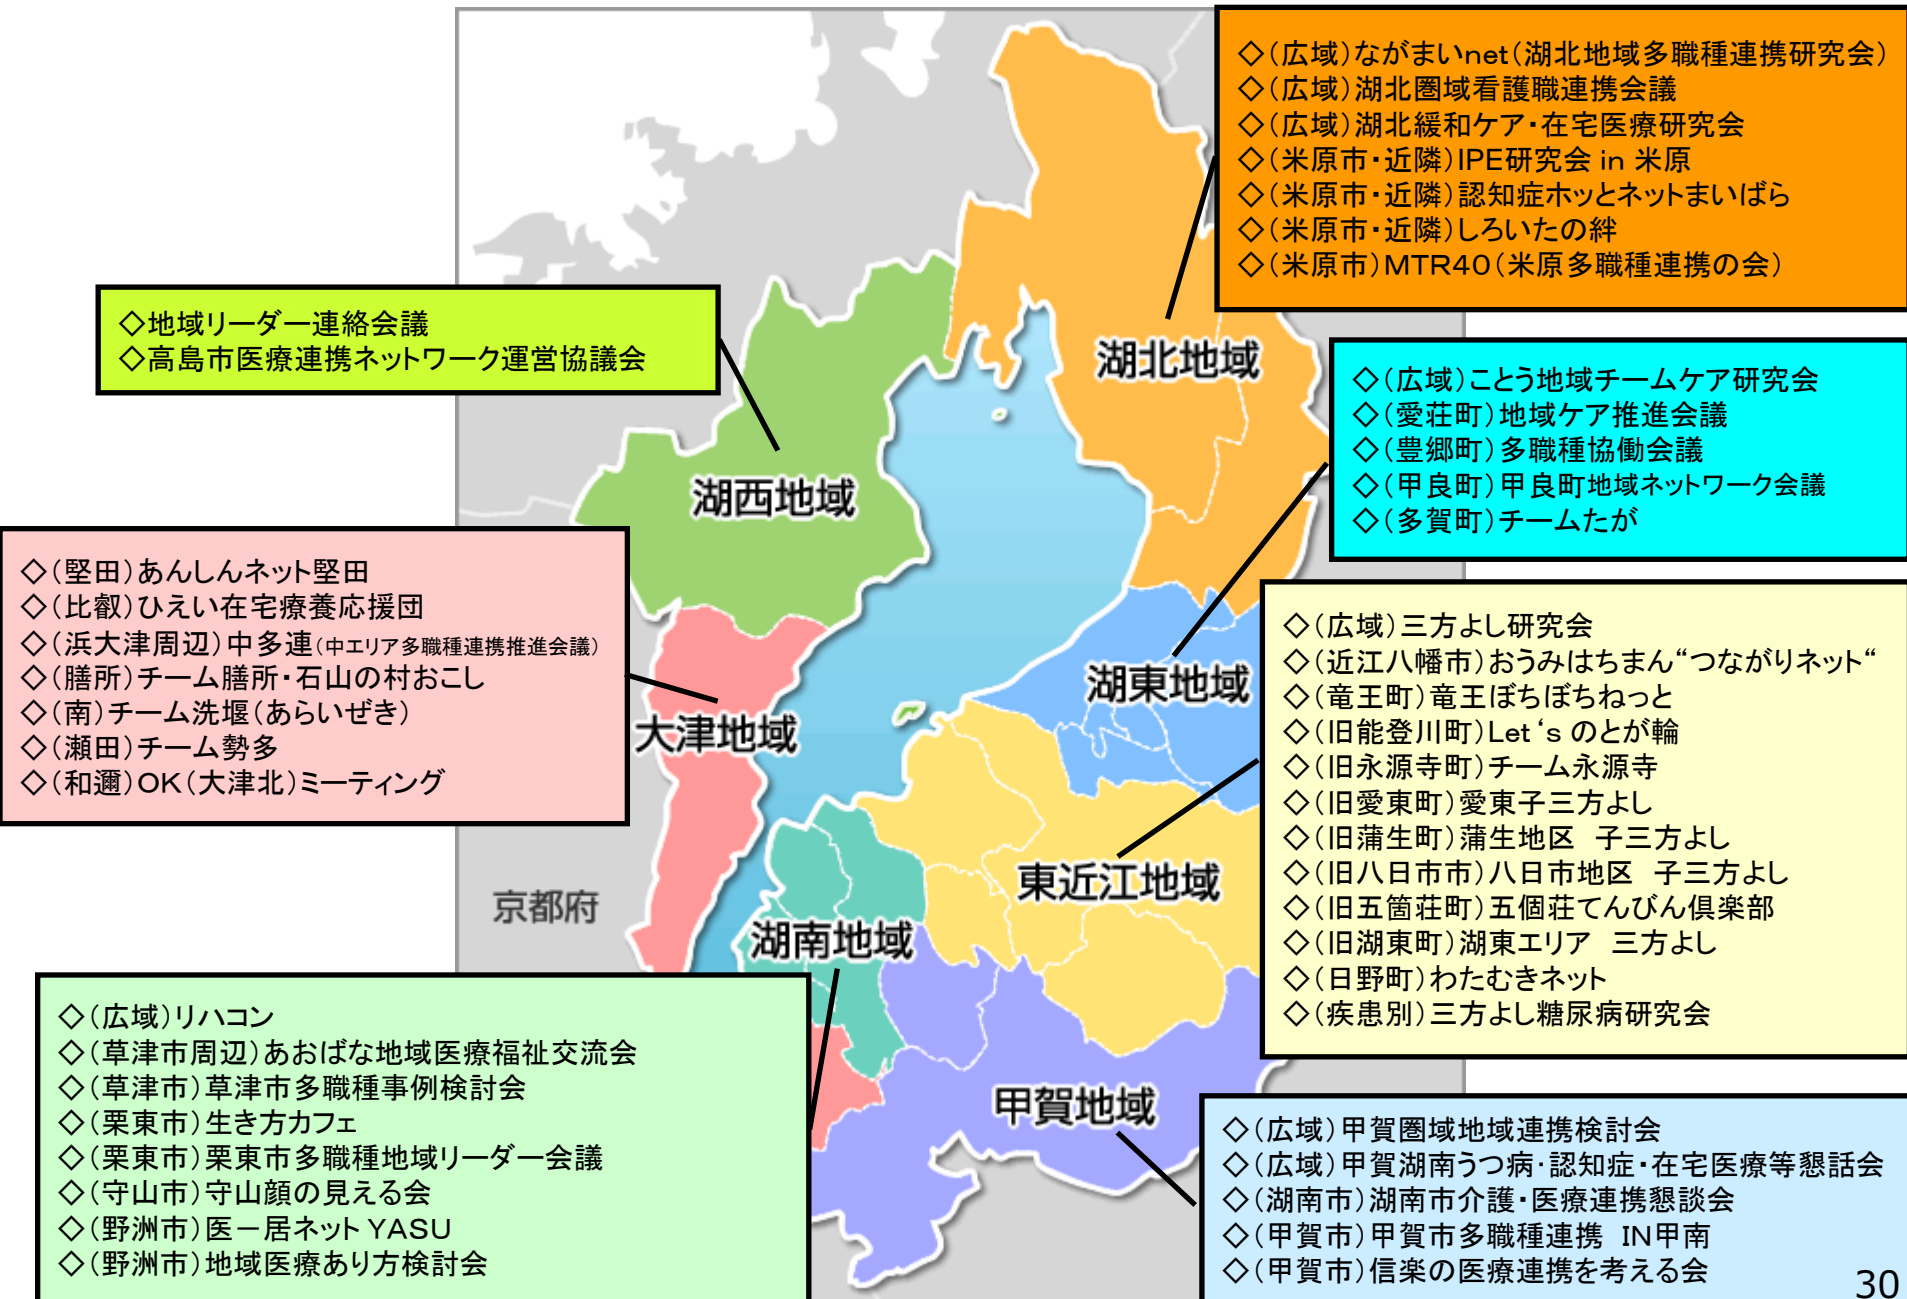 ◇(広域)ながまいnet(湖北地域多職種連携研究会)
◇(広域)湖北圏域看護職連携会議
◇(広域)湖北緩和ケア・在宅医療研究会
◇(米原市・近隣)IPE研究会 in 米原
◇(米原市・近隣)認知症ホッとネットまいばら
◇(米原市・近隣)しろいたの絆
◇(米原市)MTR40(米原多職種連携の会)
◇地域リーダー連絡会議
◇高島市医療連携ネットワーク運営協議会
湖北地域
◇(広域)ことう地域チームケア研究会
◇(愛荘町)地域ケア推進会議
◇(豊郷町)多職種協働会議
◇(甲良町)甲良町地域ネットワーク会議
◇(多賀町)チームたが
湖西地域
◇(堅田)あんしんネット堅田
◇(比叡)ひえい在宅療養応援団
◇(浜大津周辺)中多連(中エリア多職種連携推進会議)
◇(膳所)チーム膳所・石山の村おこし
◇(南)チーム洗堰(あらいぜき)
◇(瀬田)チーム勢多
◇(和邇)OK(大津北)ミーティング
大津地域
湖東地域
◇(広域)三方よし研究会
◇(近江八幡市)おうみはちまん“つながりネット“
◇(竜王町)竜王ぼちぼちねっと
◇(旧能登川町)Let‘s のとが輪
◇(旧永源寺町)チーム永源寺
◇(旧愛東町)愛東子三方よし
◇(旧蒲生町)蒲生地区 子三方よし
◇(旧八日市市)八日市地区 子三方よし
◇(旧五箇荘町)五個荘てんびん倶楽部
◇(旧湖東町)湖東エリア 三方よし
◇(日野町)わたむきネット
◇(疾患別)三方よし糖尿病研究会
東近江地域
京都府
湖南地域
◇(広域)リハコン
◇(草津市周辺)あおばな地域医療福祉交流会
◇(草津市)草津市多職種事例検討会
◇(栗東市)生き方カフェ
◇(栗東市)栗東市多職種地域リーダー会議
◇(守山市)守山顔の見える会
◇(野洲市)医－居ネット YASU
◇(野洲市)地域医療あり方検討会
甲賀地域
◇(広域)甲賀圏域地域連携検討会
◇(広域)甲賀湖南うつ病・認知症・在宅医療等懇話会
◇(湖南市)湖南市介護・医療連携懇談会
◇(甲賀市)甲賀市多職種連携 IN甲南
◇(甲賀市)信楽の医療連携を考える会
30